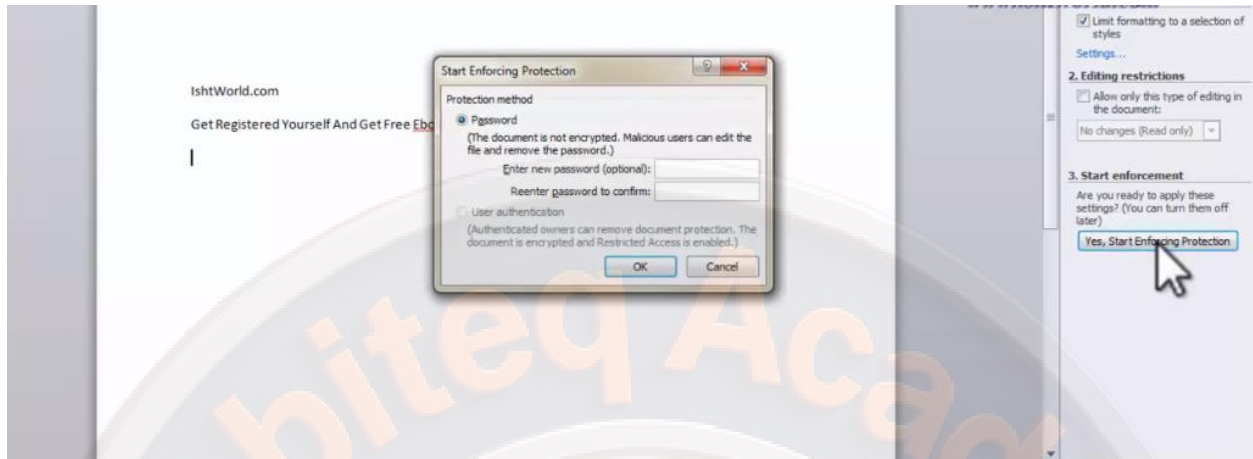 IshtWorld.com
Get Registered Yourself And Get Free Ebo
Start Enforcing Protection
Protection method
Password
(The document is not encrypted. Malicious users can edit the
file and remove the password.)
Enter new password (optional):
Reenter password to confirm:
User authentication
(Authenticated owners can remove document protection. The
document is encrypted and Restricted Access is enabled.)
OK Cancel
Limit formatting to a selection of
styles
Settings...
2. Editing restrictions
Allow only this type of editing in
the document:
No changes (Read only)
3. Start enforcement
Are you ready to apply these
settings? (You can turn them off
later)
Yes, Start Enforcing Protection
biteq Acad